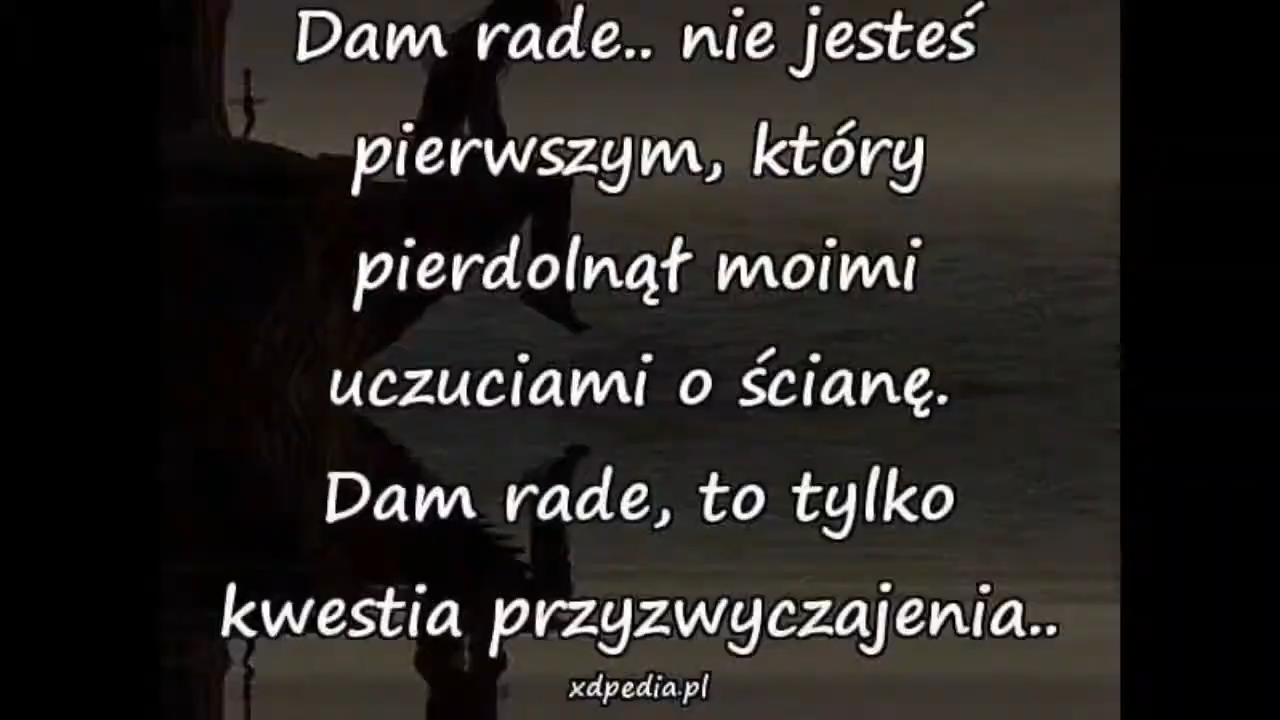 Dam rade.. nie jesteś
pierwszym, który
pierdolnął moimi
uczuciami o ścianę.
Dam rade, to tylko
kwestia przyzwyczajenia..
xdpedia.pl